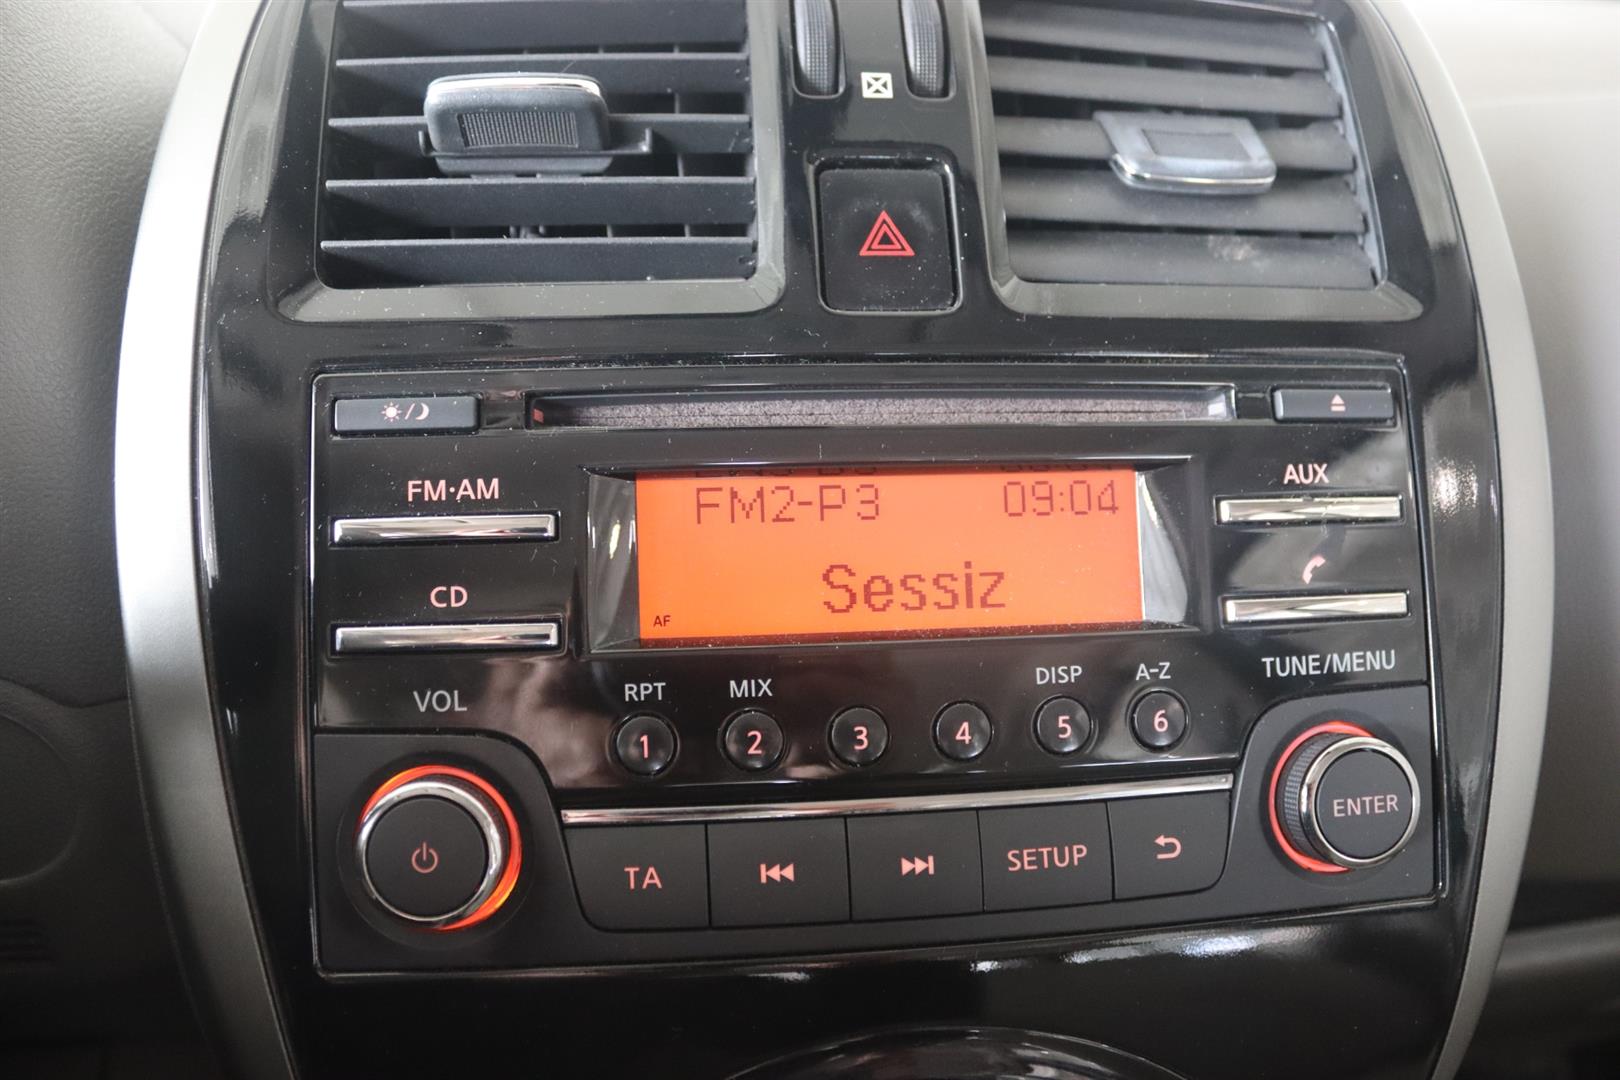 FM·AM
FM2-P3 09:04
AUX
CD
Sessiz
AF
VOL
RPT MIX DISP A-Z
TUNE/MENU
1 2 3 4 5 6
ENTER
TA SETUP